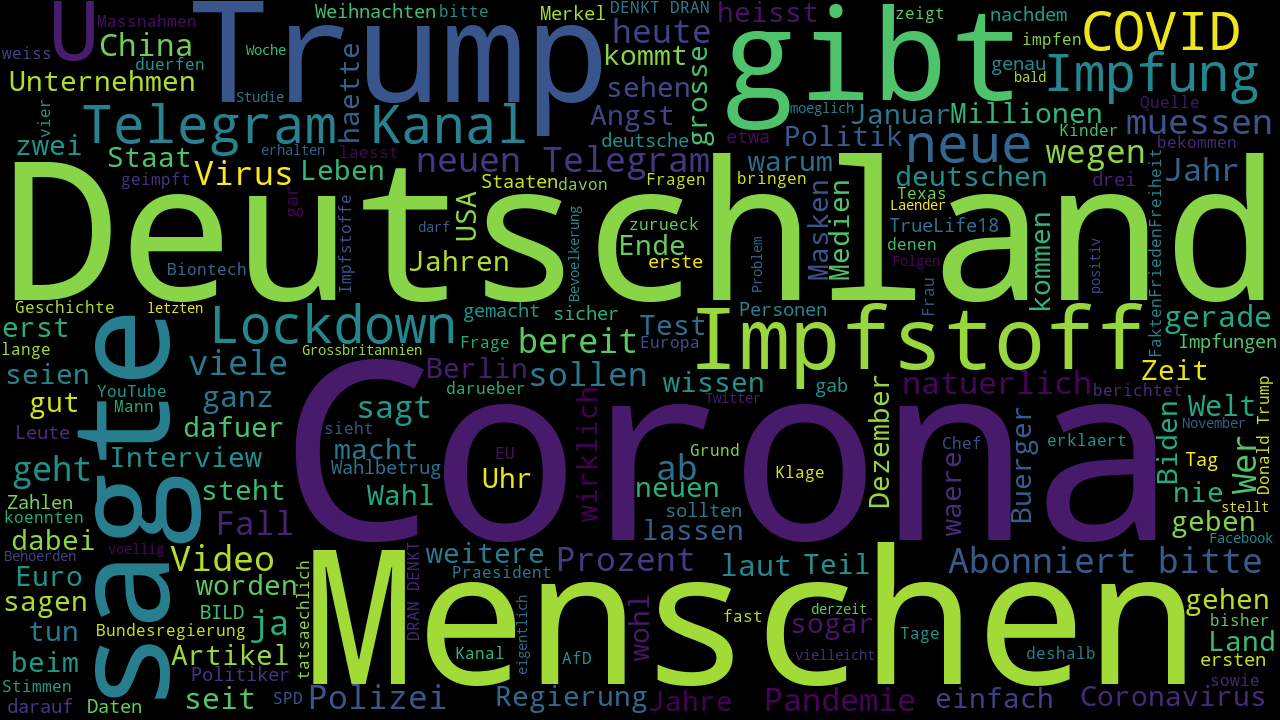 Massnahmen
U
China
weiss
duerfen
Unternehmen
Trump
Woche
Studie
Weihnachten
bitte
haette
Merkel
DENKT DRAN
heute
heisst
kommt
sehen
grosse
Angst
gibt
zeigt
nachdem
impfen
genau
bald
COVID
Impfung
moeglich
Januar
Millionen
Quelle
muessen
vier
zwei
Telegram Kanal
deutsche
etwa
Politik
neue
Kinder
wegen
bekommen
Staat
geimpft
Virus
erhalten
laesst
Leben
neuen Telegram
warum
deutschen
drei
Jahr
Deutschland
gar
Staaten
davon
Fragen
bringen
Texas
Laender
USA
darf
zurueck
Ende
erste
Masken
Medien
TrueLife18
denen
Folgen
Biontech
Impfstoffe
Jahren
Bevoelkerung
Problem
Frau
kommen
positiv
FaktenFriedenFreiheit
Geschichte
letzten
erst
lange
sagte
Lockdown
gemacht
sicher
Personen
gerade
Grossbritannien
Frage
bereit
Test
Europa
Impfstoff
Impfungen
seien
viele
Berlin
sollen
wissen
gab
natuerlich
berichtet
Zeit
YouTube
Mann
gut
ganz
darueber
Twitter
Dezember
Welt
November
Donald Trump
Leute
dafuer
sagt
sieht
Corona
wirklich
Buerger
Biden
Wer
Interview
macht
Wahlbetrug
EU
Grund
Klage
Chef
erklaert
Tag
geht
steht
Wahl
Uhr
ab
neuen
waere
nie
stellt
Zahlen
koennten
Fall
sollten
lassen
geben
Facebook
dabei
Behoerden
voellig
Video
weitere
Prozent
laut
Teil
Abonniert bitte
Euro
worden
tatsaechlich
DRAN DENKT
Praesident
Menschen
eigentlich
wohl
fast
derzeit
sogar
Tage
gehen
sagen
BILD
bisher
tun
Bundesregierung
ja
Kanal
AfD
vielleicht
deshalb
Land
beim
Artikel
ersten
Stimmen
Politiker
sowie
darauf
Daten
seit
SPD
Polizei
Regierung
Jahre
Pandemie
einfach
Coronavirus